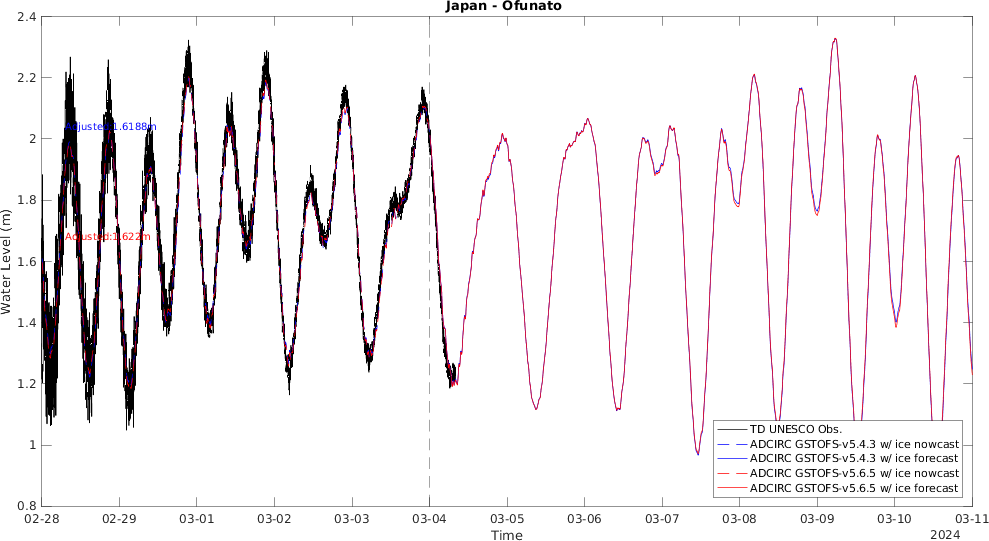 Japan - Ofunato
2.4
2.2
2
1.8
1.6
1.4
1.2
1
0.8
Water Level (m)
Adjusted:1.6188m
Adjusted:1.622m
TD UNESCO Obs.
ADCIRC GSTOFS-v5.4.3 w/ ice nowcast
ADCIRC GSTOFS-v5.4.3 w/ ice forecast
ADCIRC GSTOFS-v5.6.5 w/ ice nowcast
ADCIRC GSTOFS-v5.6.5 w/ ice forecast
02-28 02-29 03-01 03-02 03-03 03-04 03-05 03-06 03-07 03-08 03-09 03-10 03-11
Time
2024